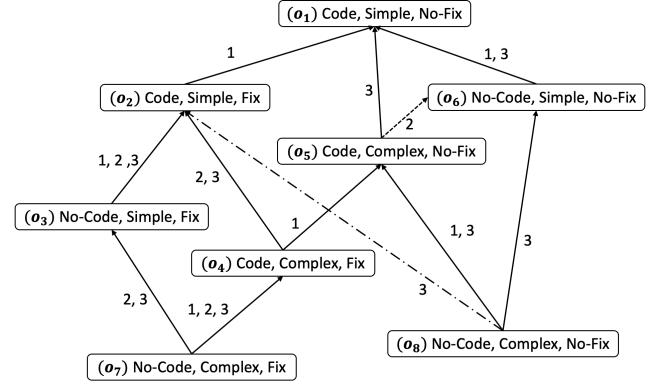 (o₁) Code, Simple, No-Fix
1
1, 3
(o₂) Code, Simple, Fix
3
(o₆) No-Code, Simple, No-Fix
2
(o₅) Code, Complex, No-Fix
1, 2 ,3
2, 3
(o₃) No-Code, Simple, Fix
1
1, 3
3
(o₄) Code, Complex, Fix
3
2, 3
1, 2, 3
(o₈) No-Code, Complex, No-Fix
(o₇) No-Code, Complex, Fix